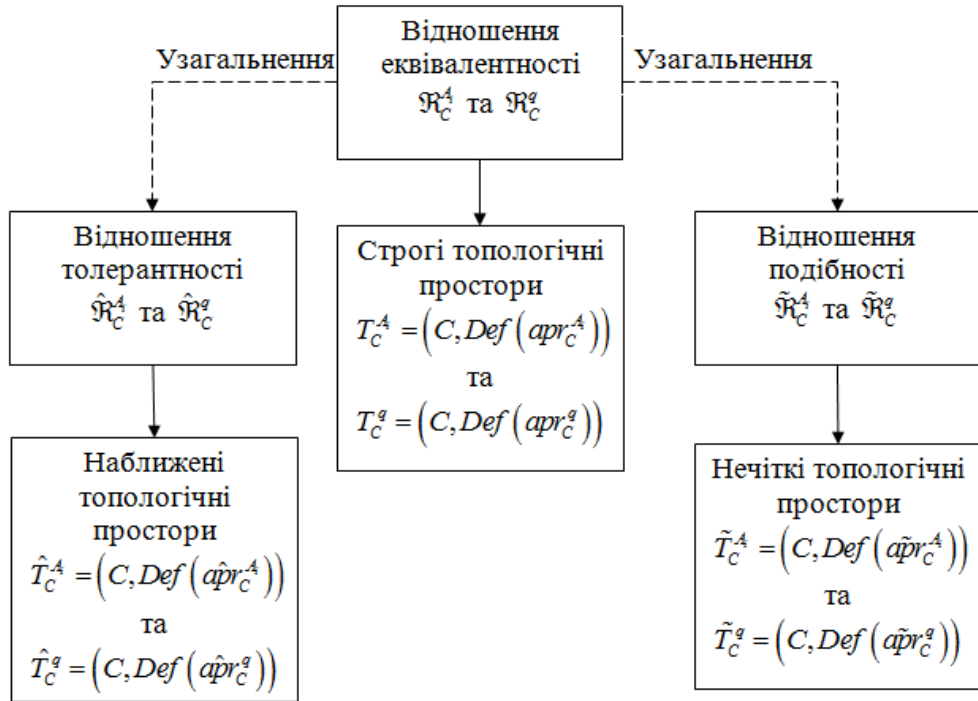 Відношення
еквівалентності
ℜ_C^A та ℜ_C^q
Узагальнення
Узагальнення
Відношення
толерантності
ℜ̂_C^A та ℜ̂_C^q
Строгі топологічні
простори
T_C^A = (C, Def (apr_C^A))
та
T_C^q = (C, Def (apr_C^q))
Відношення
подібності
ℜ̃_C^A та ℜ̃_C^q
Наближені
топологічні
простори
T̂_C^A = (C, Def (ap̂r_C^A))
та
T̂_C^q = (C, Def (ap̂r_C^q))
Нечіткі топологічні
простори
T̃_C^A = (C, Def (ap̃r_C^A))
та
T̃_C^q = (C, Def (ap̃r_C^q))